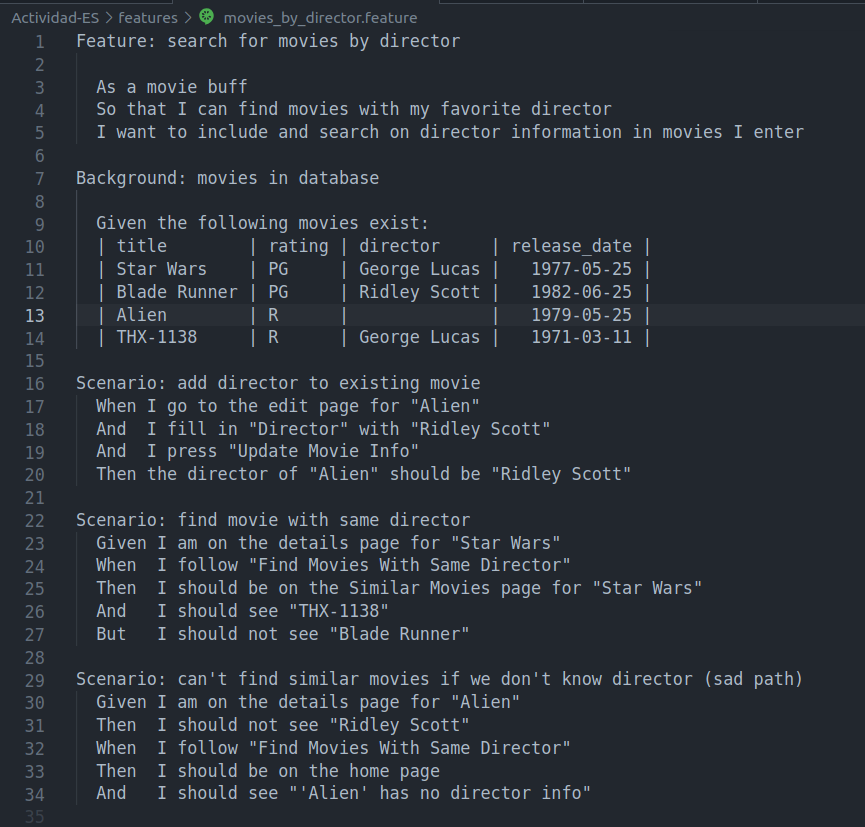 Actividad-ES > features > movies_by_director.feature
1 Feature: search for movies by director
2
3 As a movie buff
4 So that I can find movies with my favorite director
5 I want to include and search on director information in movies I enter
6
7 Background: movies in database
8
9 Given the following movies exist:
10 | title        | rating | director     | release_date |
11 | Star Wars    | PG     | George Lucas |   1977-05-25 |
12 | Blade Runner | PG     | Ridley Scott |   1982-06-25 |
13 | Alien        | R      |              |   1979-05-25 |
14 | THX-1138     | R      | George Lucas |   1971-03-11 |
15
16 Scenario: add director to existing movie
17 When I go to the edit page for "Alien"
18 And  I fill in "Director" with "Ridley Scott"
19 And  I press "Update Movie Info"
20 Then the director of "Alien" should be "Ridley Scott"
21
22 Scenario: find movie with same director
23 Given I am on the details page for "Star Wars"
24 When  I follow "Find Movies With Same Director"
25 Then  I should be on the Similar Movies page for "Star Wars"
26 And   I should see "THX-1138"
27 But   I should not see "Blade Runner"
28
29 Scenario: can't find similar movies if we don't know director (sad path)
30 Given I am on the details page for "Alien"
31 Then  I should not see "Ridley Scott"
32 When  I follow "Find Movies With Same Director"
33 Then  I should be on the home page
34 And   I should see "'Alien' has no director info"
35